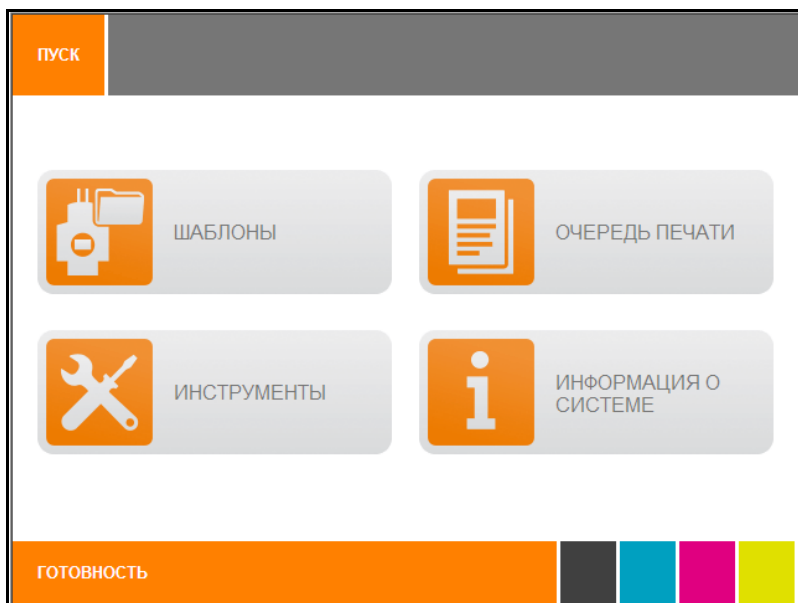 ПУСК
ШАБЛОНЫ
ОЧЕРЕДЬ ПЕЧАТИ
ИНСТРУМЕНТЫ
ИНФОРМАЦИЯ О
СИСТЕМЕ
ГОТОВНОСТЬ